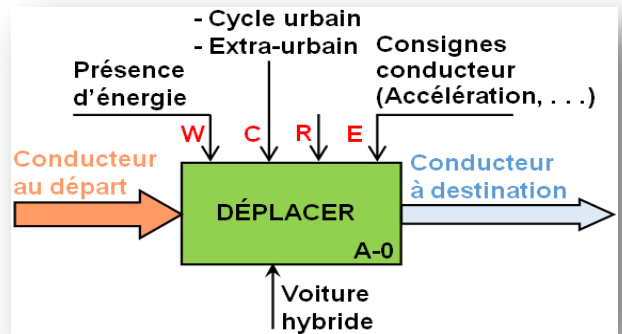 - Cycle urbain
- Extra-urbain
Présence
d’énergie
Consignes
conducteur
(Accélération, . . .)
W
C
R
E
Conducteur
au départ
DÉPLACER
A-0
Conducteur
à destination
Voiture
hybride